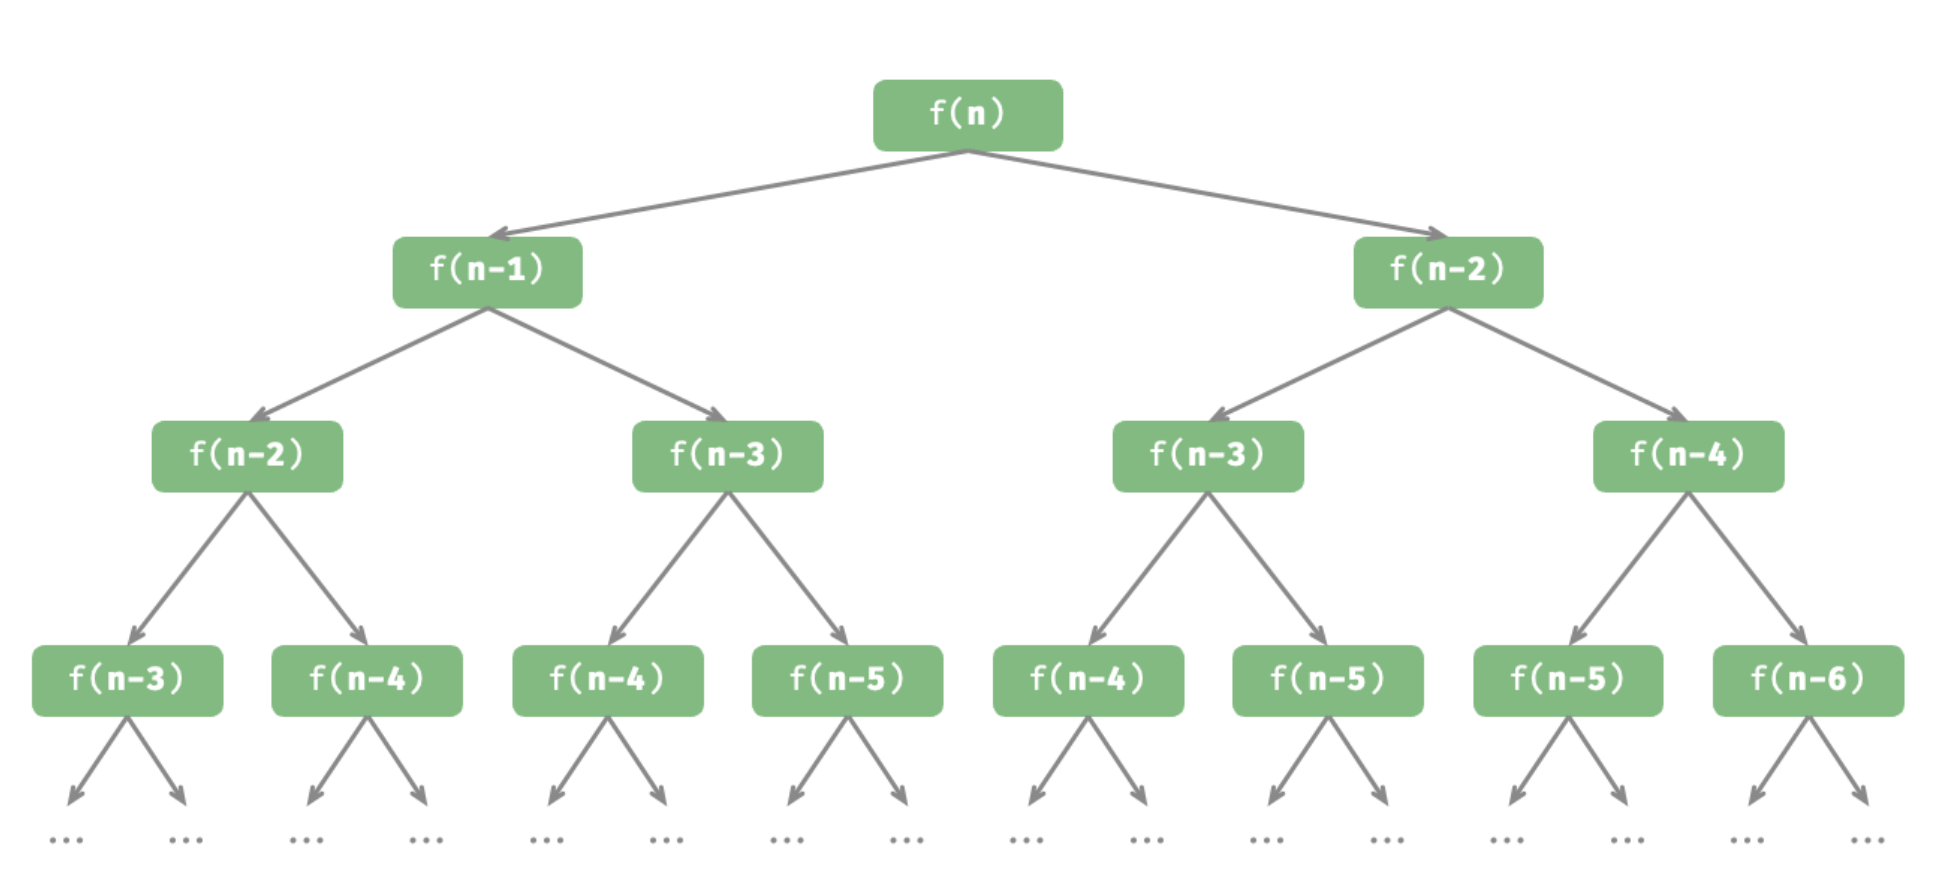 f(n)
f(n-1) f(n-2)
f(n-2) f(n-3) f(n-3) f(n-4)
f(n-3) f(n-4) f(n-4) f(n-5) f(n-4) f(n-5) f(n-5) f(n-6)
... ... ... ... ... ... ... ... ... ... ... ... ... ... ... ...